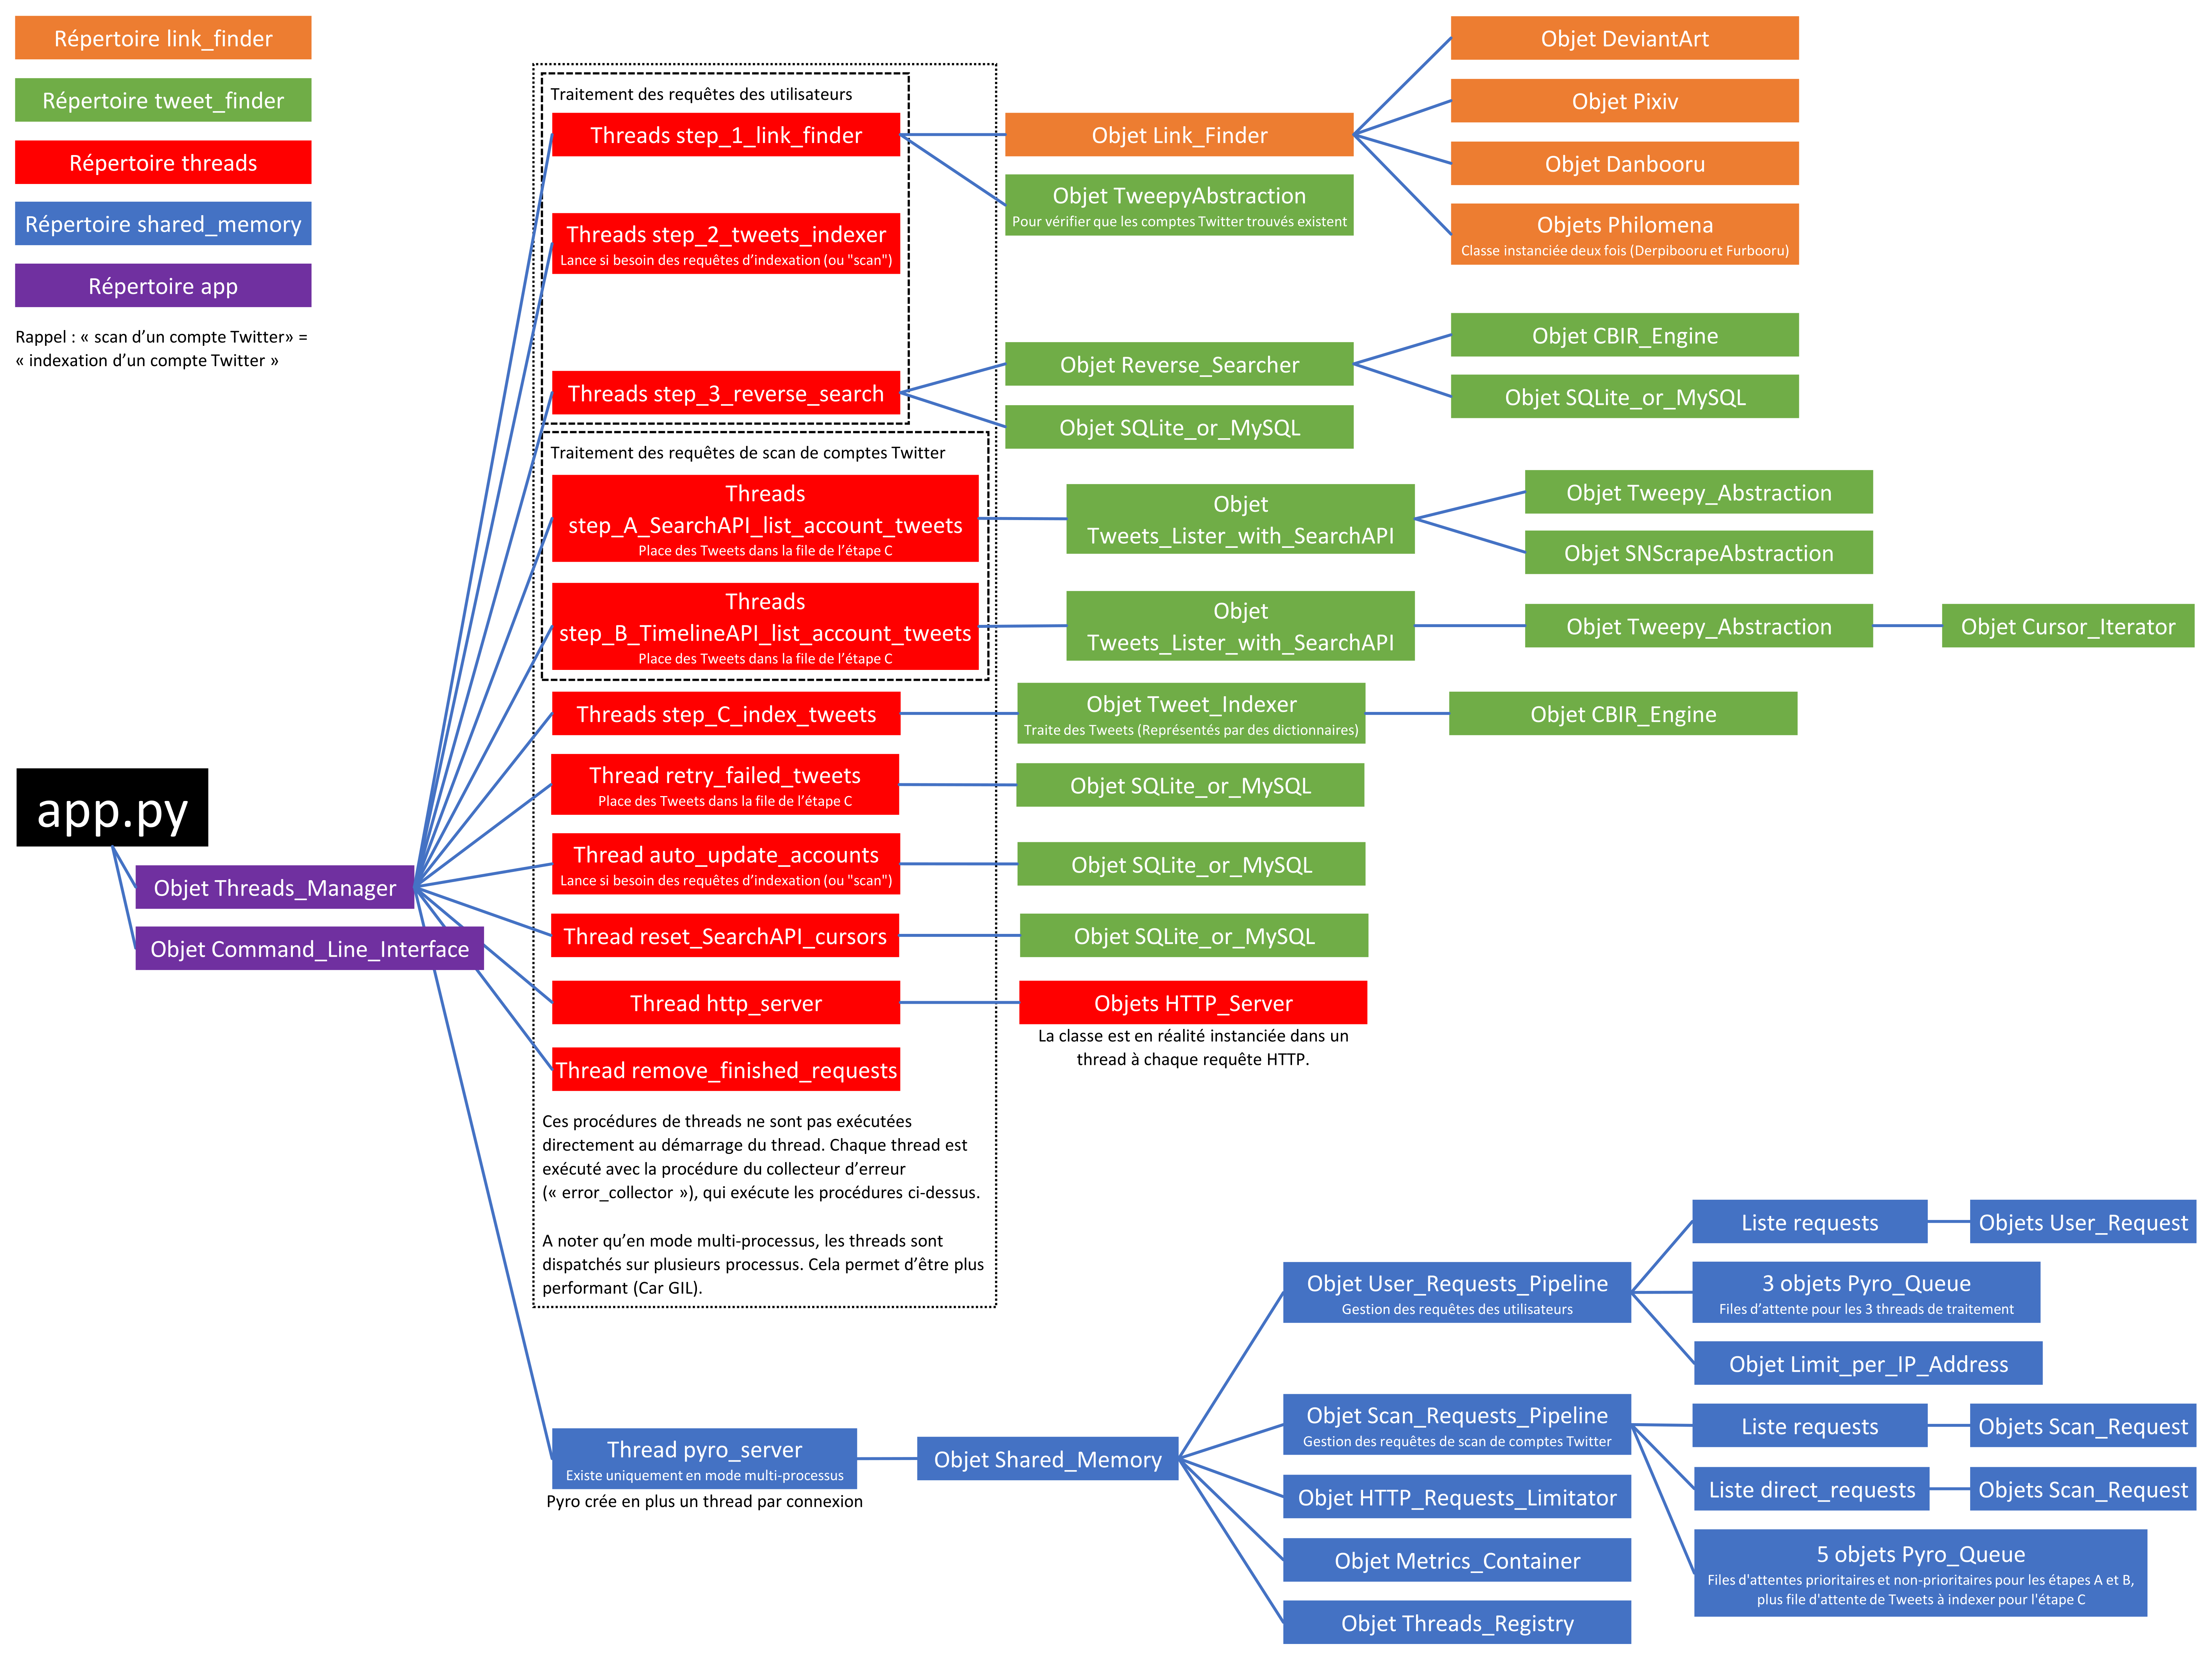 Répertoire link_finder
Répertoire tweet_finder
Répertoire threads
Répertoire shared_memory
Répertoire app
Rappel : « scan d’un compte Twitter» =
« indexation d’un compte Twitter »
app.py
Objet Threads_Manager
Objet Command_Line_Interface
Traitement des requêtes des utilisateurs
Threads step_1_link_finder
Threads step_2_tweets_indexer
Lance si besoin des requêtes d’indexation (ou "scan")
Threads step_3_reverse_search
Traitement des requêtes de scan de comptes Twitter
Threads
step_A_SearchAPI_list_account_tweets
Place des Tweets dans la file de l’étape C
Threads
step_B_TimelineAPI_list_account_tweets
Place des Tweets dans la file de l’étape C
Threads step_C_index_tweets
Thread retry_failed_tweets
Place des Tweets dans la file de l’étape C
Thread auto_update_accounts
Lance si besoin des requêtes d’indexation (ou "scan")
Thread reset_SearchAPI_cursors
Thread http_server
Thread remove_finished_requests
Ces procédures de threads ne sont pas exécutées
directement au démarrage du thread. Chaque thread est
exécuté avec la procédure du collecteur d’erreur
(« error_collector »), qui exécute les procédures ci-dessus.
A noter qu’en mode multi-processus, les threads sont
dispatchés sur plusieurs processus. Cela permet d’être plus
performant (Car GIL).
Thread pyro_server
Existe uniquement en mode multi-processus
Pyro crée en plus un thread par connexion
Objet Link_Finder
Objet TweepyAbstraction
Pour vérifier que les comptes Twitter trouvés existent
Objet DeviantArt
Objet Pixiv
Objet Danbooru
Objets Philomena
Classe instanciée deux fois (Derpibooru et Furbooru)
Objet Reverse_Searcher
Objet SQLite_or_MySQL
Objet CBIR_Engine
Objet SQLite_or_MySQL
Objet
Tweets_Lister_with_SearchAPI
Objet Tweepy_Abstraction
Objet SNScrapeAbstraction
Objet
Tweets_Lister_with_SearchAPI
Objet Tweepy_Abstraction
Objet Cursor_Iterator
Objet Tweet_Indexer
Traite des Tweets (Représentés par des dictionnaires)
Objet CBIR_Engine
Objet SQLite_or_MySQL
Objet SQLite_or_MySQL
Objet SQLite_or_MySQL
Objets HTTP_Server
La classe est en réalité instanciée dans un
thread à chaque requête HTTP.
Objet Shared_Memory
Objet User_Requests_Pipeline
Gestion des requêtes des utilisateurs
Liste requests
Objets User_Request
3 objets Pyro_Queue
Files d’attente pour les 3 threads de traitement
Objet Limit_per_IP_Address
Objet Scan_Requests_Pipeline
Gestion des requêtes de scan de comptes Twitter
Liste requests
Objets Scan_Request
Liste direct_requests
Objets Scan_Request
5 objets Pyro_Queue
Files d'attentes prioritaires et non-prioritaires pour les étapes A et B,
plus file d'attente de Tweets à indexer pour l'étape C
Objet HTTP_Requests_Limitator
Objet Metrics_Container
Objet Threads_Registry